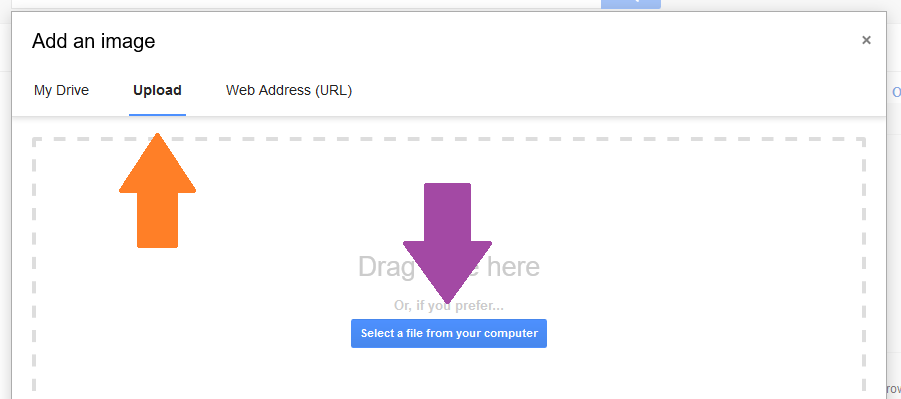 Add an image
×
My Drive Upload Web Address (URL)
Drag here
Or, if you prefer...
Select a file from your computer